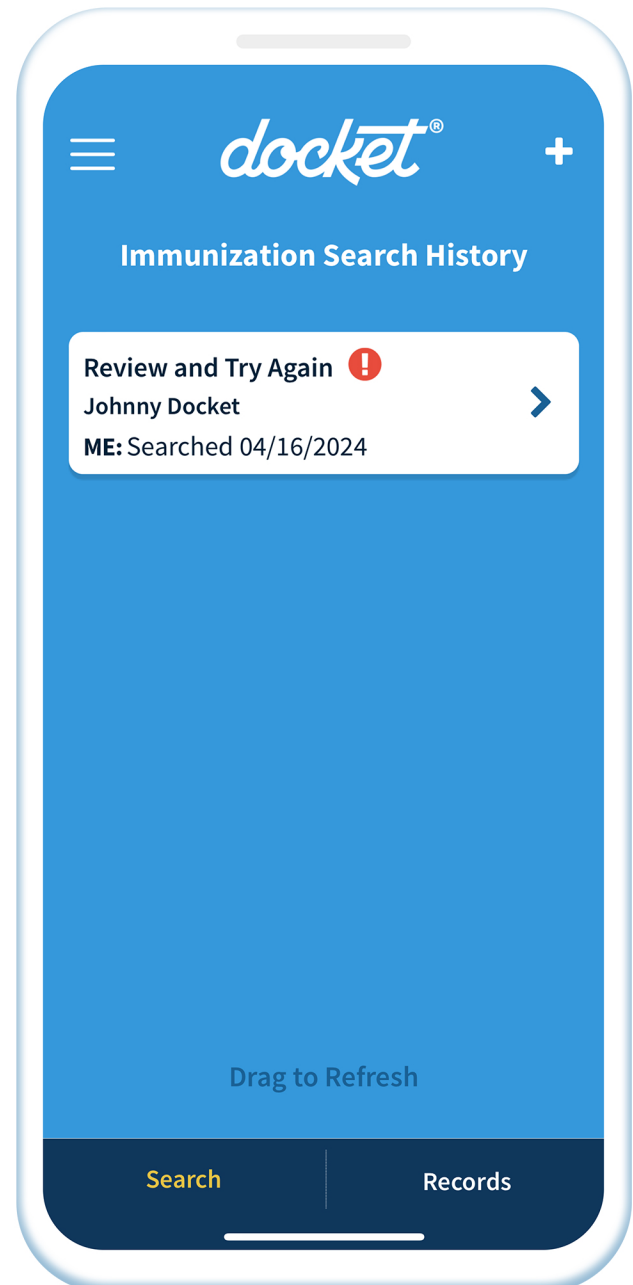 docket®
Immunization Search History
Review and Try Again
Johnny Docket
ME: Searched 04/16/2024
Drag to Refresh
Search
Records